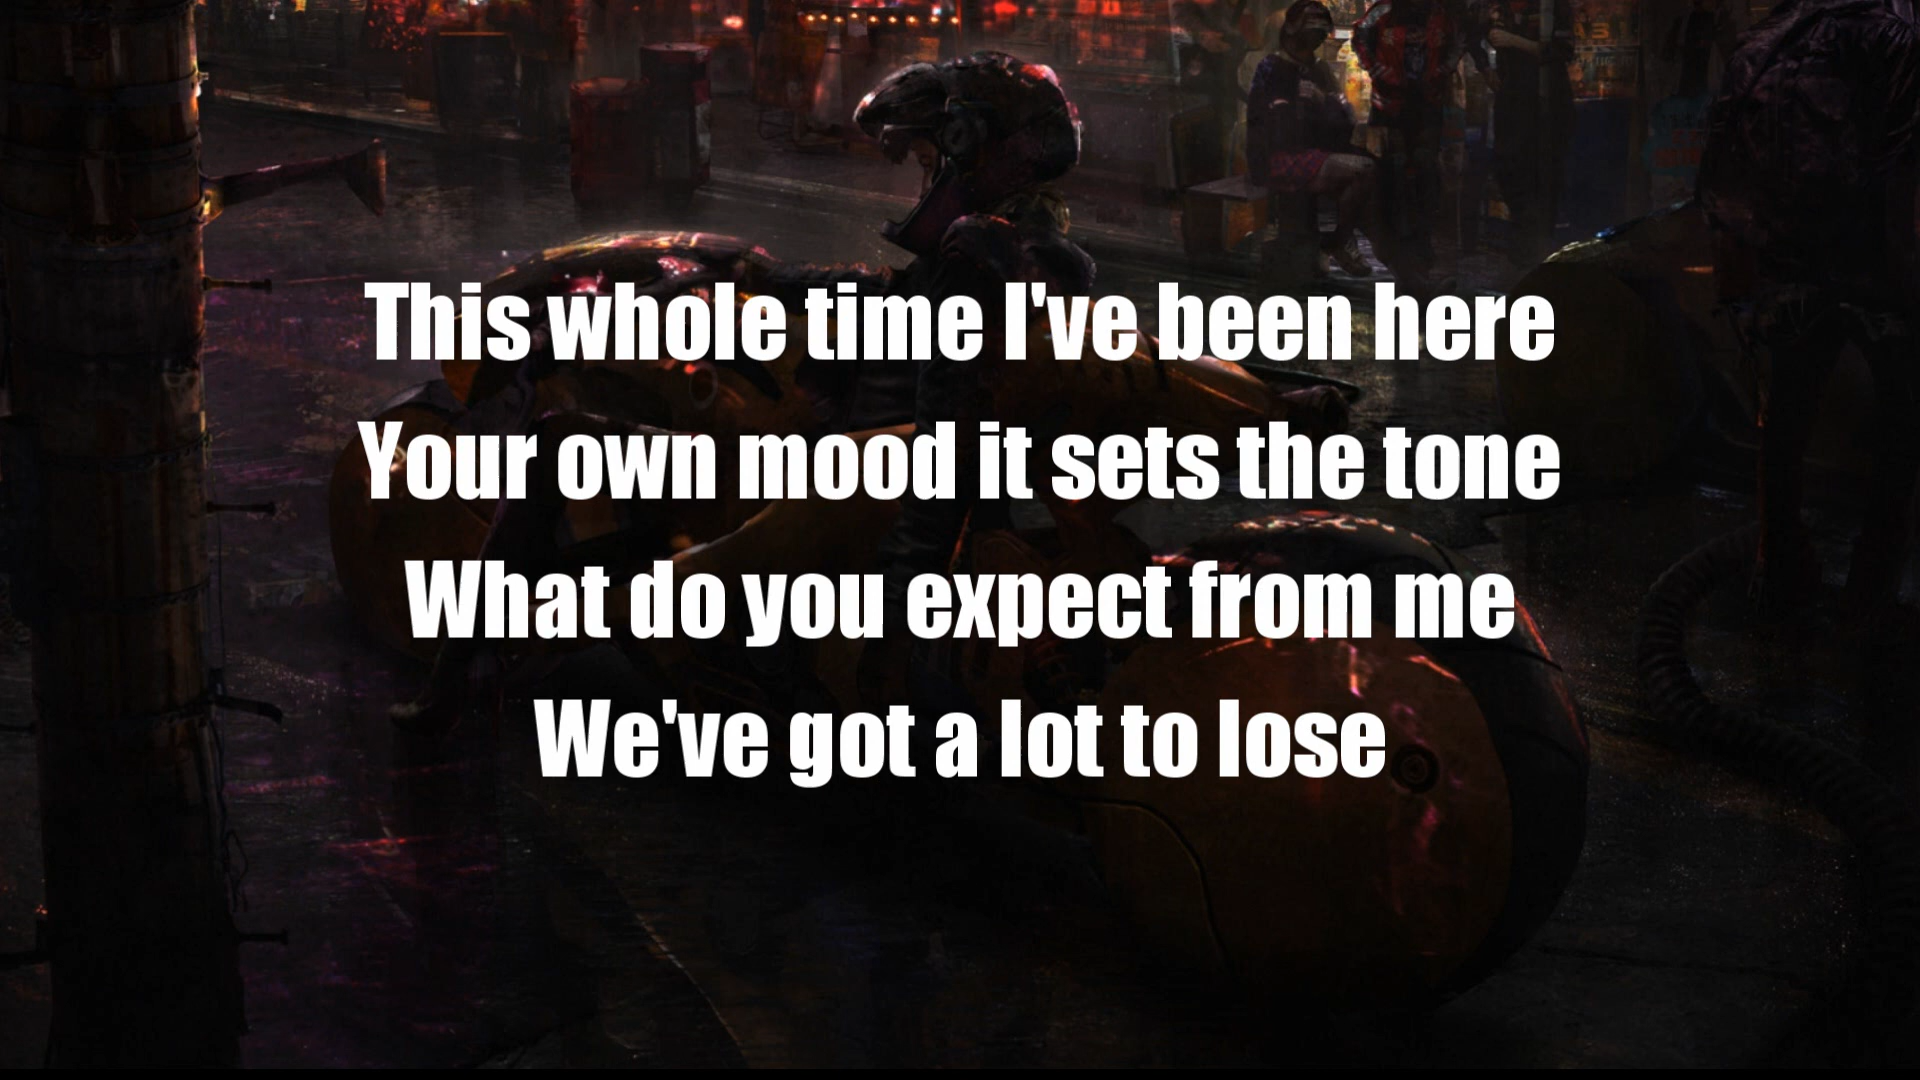 This whole time I've been here
Your own mood it sets the tone
What do you expect from me
We've got a lot to lose